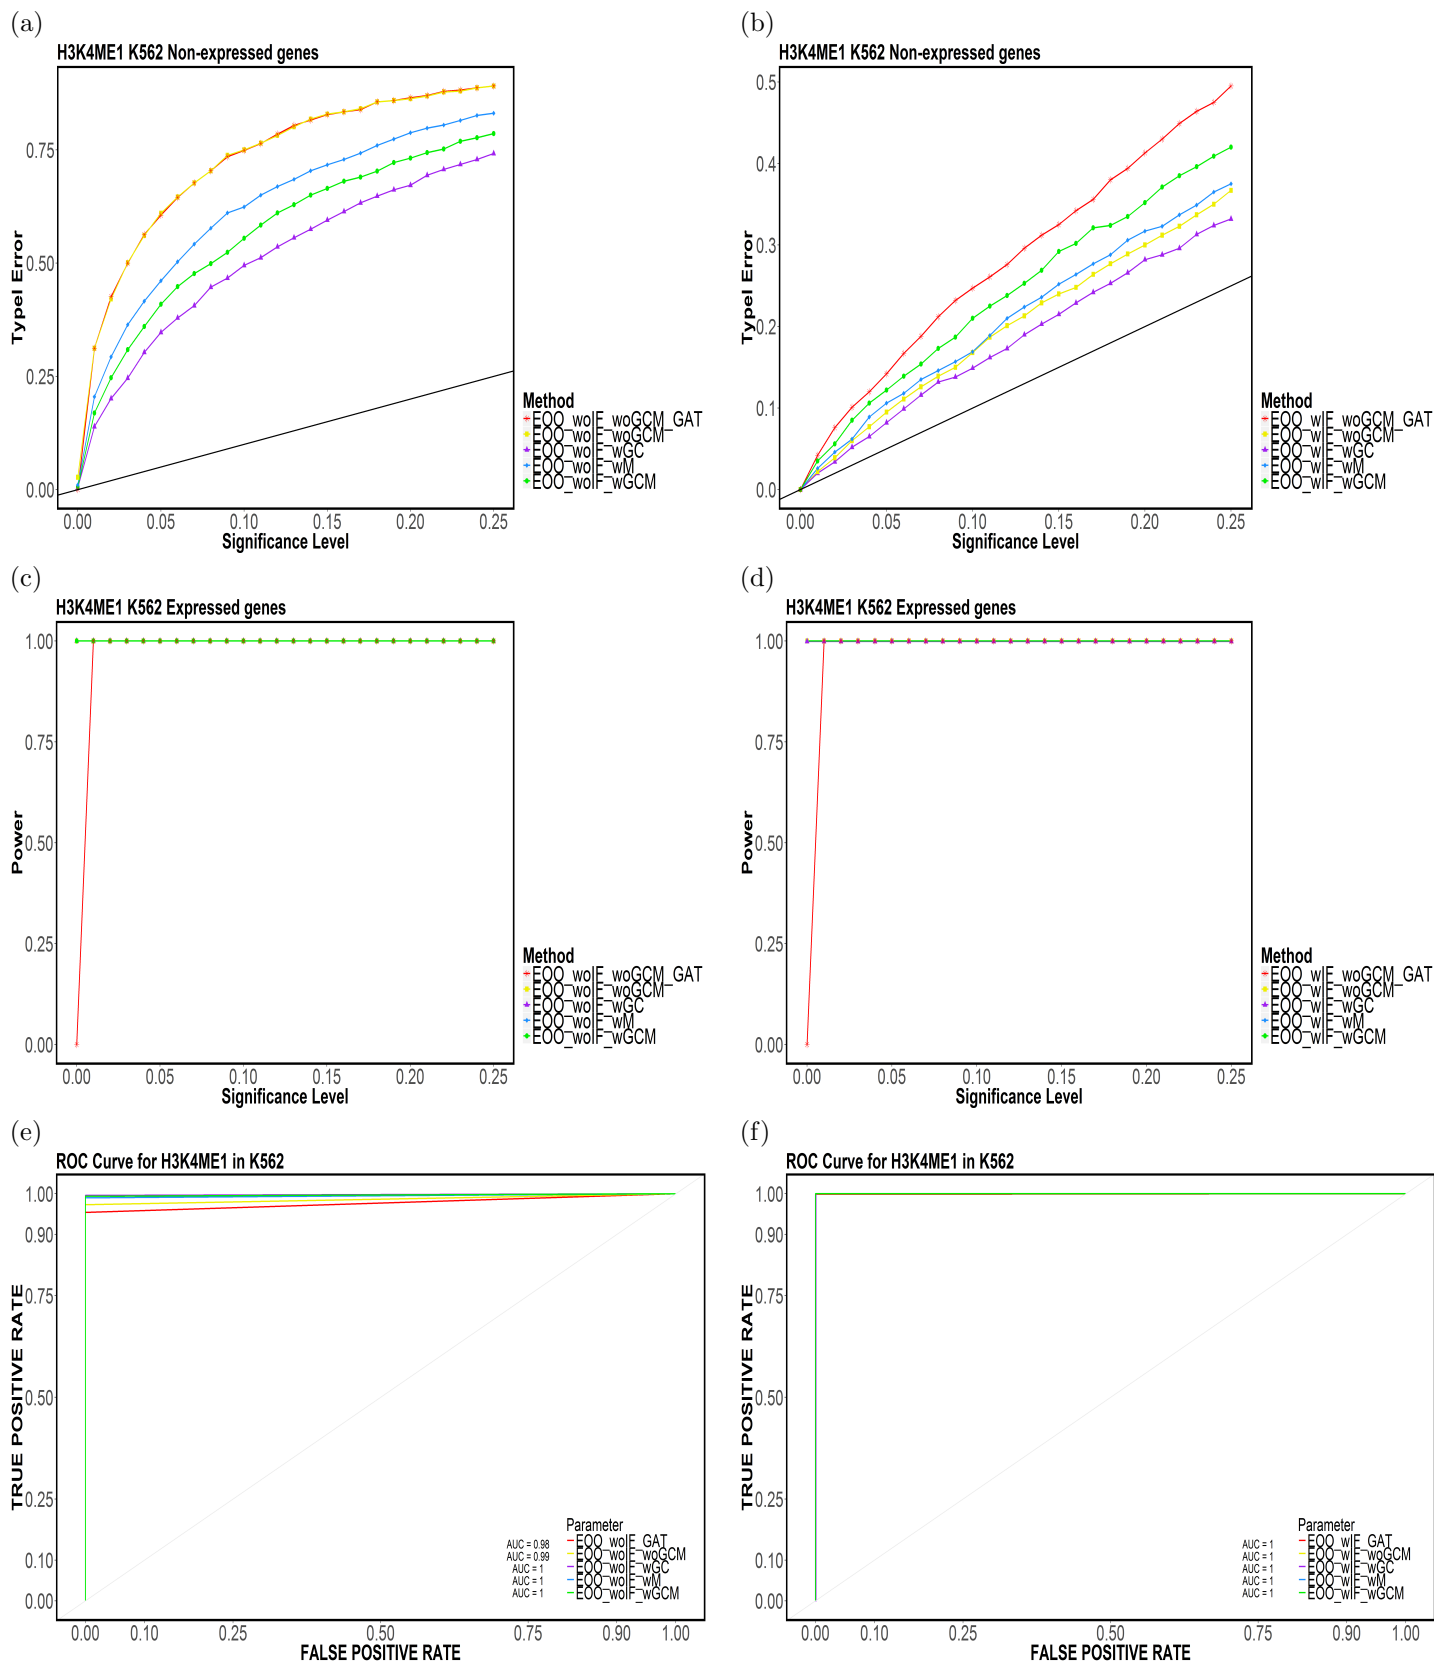 (a)
H3K4ME1 K562 Non-expressed genes
TypeI Error
0.75
0.50
0.25
0.00
0.00 0.05 0.10 0.15 0.20 0.25
Significance Level
Method
EOO_woIF_woGCM_GAT
EOO_woIF_woGCM
EOO_woIF_wGC
EOO_woIF_wM
EOO_woIF_wGCM
(b)
H3K4ME1 K562 Non-expressed genes
TypeI Error
0.5
0.4
0.3
0.2
0.1
0.0
0.00 0.05 0.10 0.15 0.20 0.25
Significance Level
Method
EOO_wIF_woGCM_GAT
EOO_wIF_woGCM
EOO_wIF_wGC
EOO_wIF_wM
EOO_wIF_wGCM
(c)
H3K4ME1 K562 Expressed genes
Power
1.00
0.75
0.50
0.25
0.00
0.00 0.05 0.10 0.15 0.20 0.25
Significance Level
Method
EOO_woIF_woGCM_GAT
EOO_woIF_woGCM
EOO_woIF_wGC
EOO_woIF_wM
EOO_woIF_wGCM
(d)
H3K4ME1 K562 Expressed genes
Power
1.00
0.75
0.50
0.25
0.00
0.00 0.05 0.10 0.15 0.20 0.25
Significance Level
Method
EOO_wIF_woGCM_GAT
EOO_wIF_woGCM
EOO_wIF_wGC
EOO_wIF_wM
EOO_wIF_wGCM
(e)
ROC Curve for H3K4ME1 in K562
TRUE POSITIVE RATE
1.00
0.90
0.75
0.50
0.25
0.10
0.00
Parameter
AUC = 0.98 EOO_woIF_GAT
AUC = 0.99 EOO_woIF_woGCM
AUC = 1 EOO_woIF_wGC
AUC = 1 EOO_woIF_wM
AUC = 1 EOO_woIF_wGCM
0.00 0.10 0.25 0.50 0.75 0.90 1.00
FALSE POSITIVE RATE
(f)
ROC Curve for H3K4ME1 in K562
TRUE POSITIVE RATE
1.00
0.90
0.75
0.50
0.25
0.10
0.00
Parameter
AUC = 1 EOO_wIF_GAT
AUC = 1 EOO_wIF_woGCM
AUC = 1 EOO_wIF_wGC
AUC = 1 EOO_wIF_wM
AUC = 1 EOO_wIF_wGCM
0.00 0.10 0.25 0.50 0.75 0.90 1.00
FALSE POSITIVE RATE